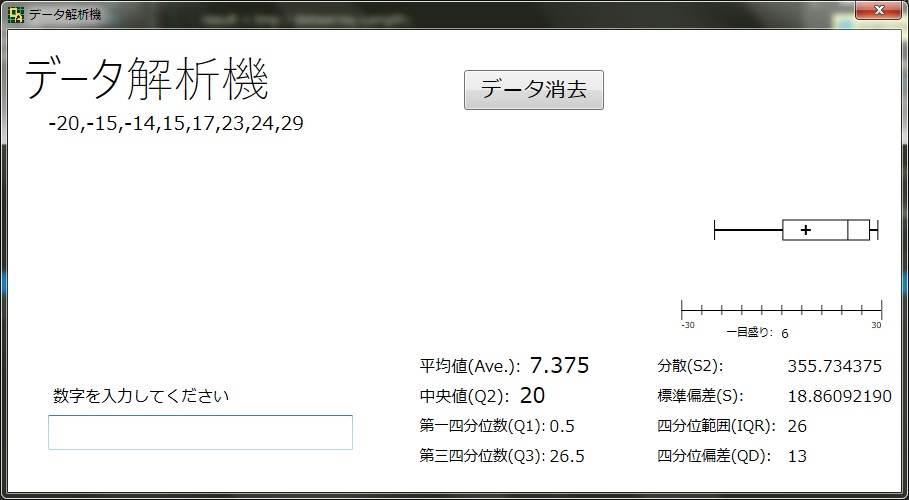 データ解析機
データ解析機
データ消去
-20,-15,-14,15,17,23,24,29
-30
30
一目盛り: 6
平均値(Ave.): 7.375
中央値(Q2): 20
第一四分位数(Q1): 0.5
第三四分位数(Q3): 26.5
分散(S2): 355.734375
標準偏差(S): 18.86092190
四分位範囲(IQR): 26
四分位偏差(QD): 13
数字を入力してください